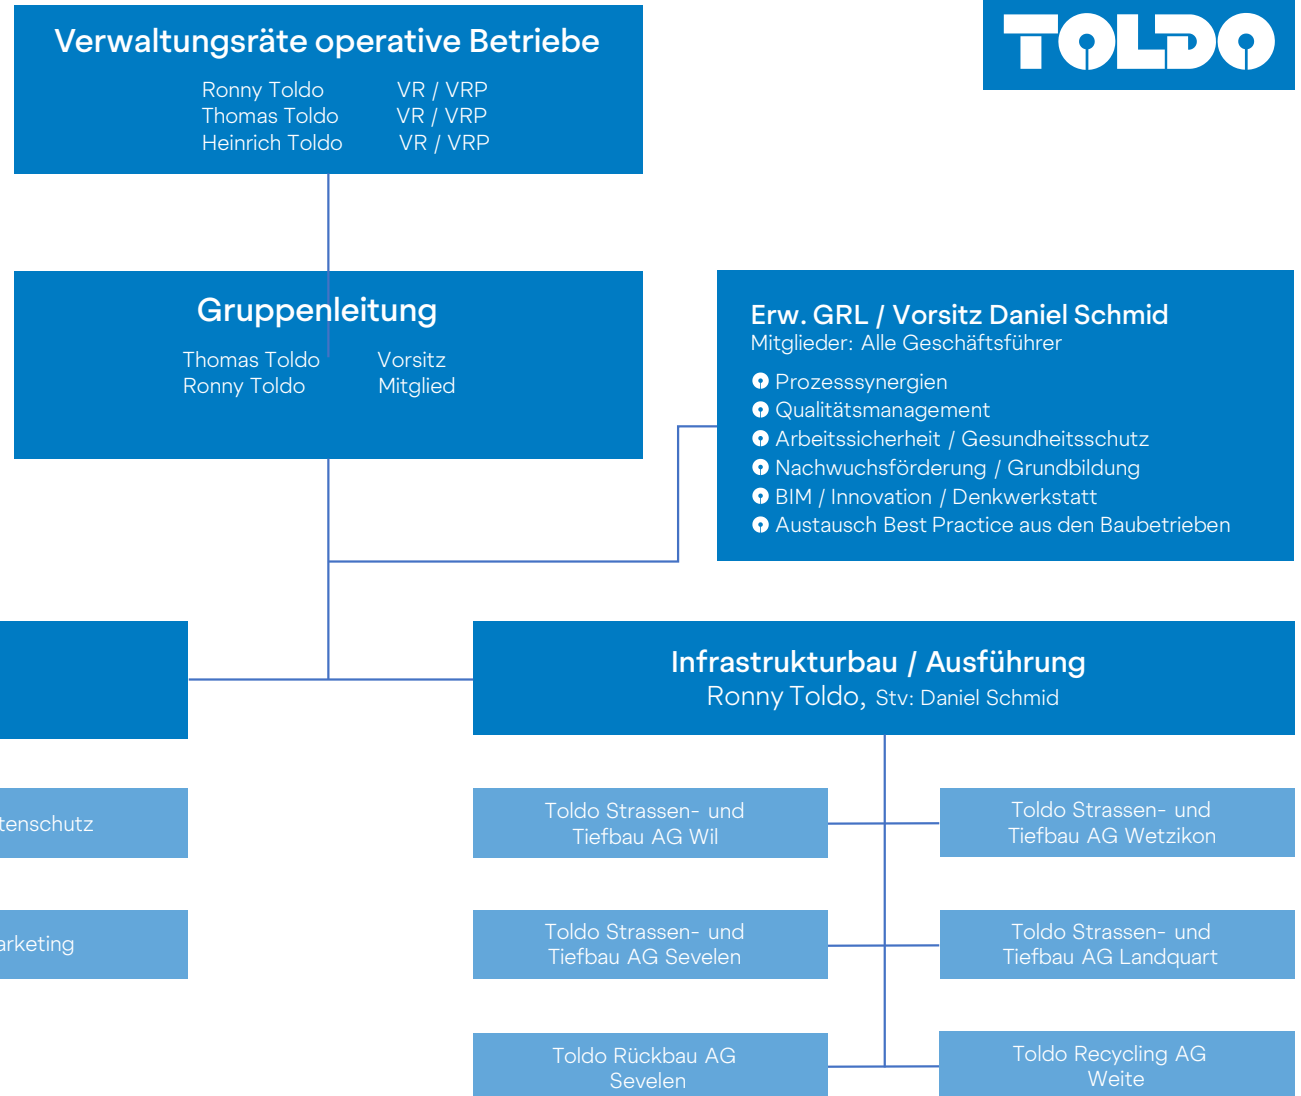 Verwaltungsräte operative Betriebe
Ronny Toldo VR / VRP
Thomas Toldo VR / VRP
Heinrich Toldo VR / VRP
TOLDO
Gruppenleitung
Thomas Toldo Vorsitz
Ronny Toldo Mitglied
Erw. GRL / Vorsitz Daniel Schmid
Mitglieder: Alle Geschäftsführer
Prozesssynergien
Qualitätsmanagement
Arbeitssicherheit / Gesundheitsschutz
Nachwuchsförderung / Grundbildung
BIM / Innovation / Denkwerkstatt
Austausch Best Practice aus den Baubetrieben
Infrastrukturbau / Ausführung
Ronny Toldo, Stv: Daniel Schmid
tenschutz
arketing
Toldo Strassen- und
Tiefbau AG Wil
Toldo Strassen- und
Tiefbau AG Wetzikon
Toldo Strassen- und
Tiefbau AG Sevelen
Toldo Strassen- und
Tiefbau AG Landquart
Toldo Rückbau AG
Sevelen
Toldo Recycling AG
Weite